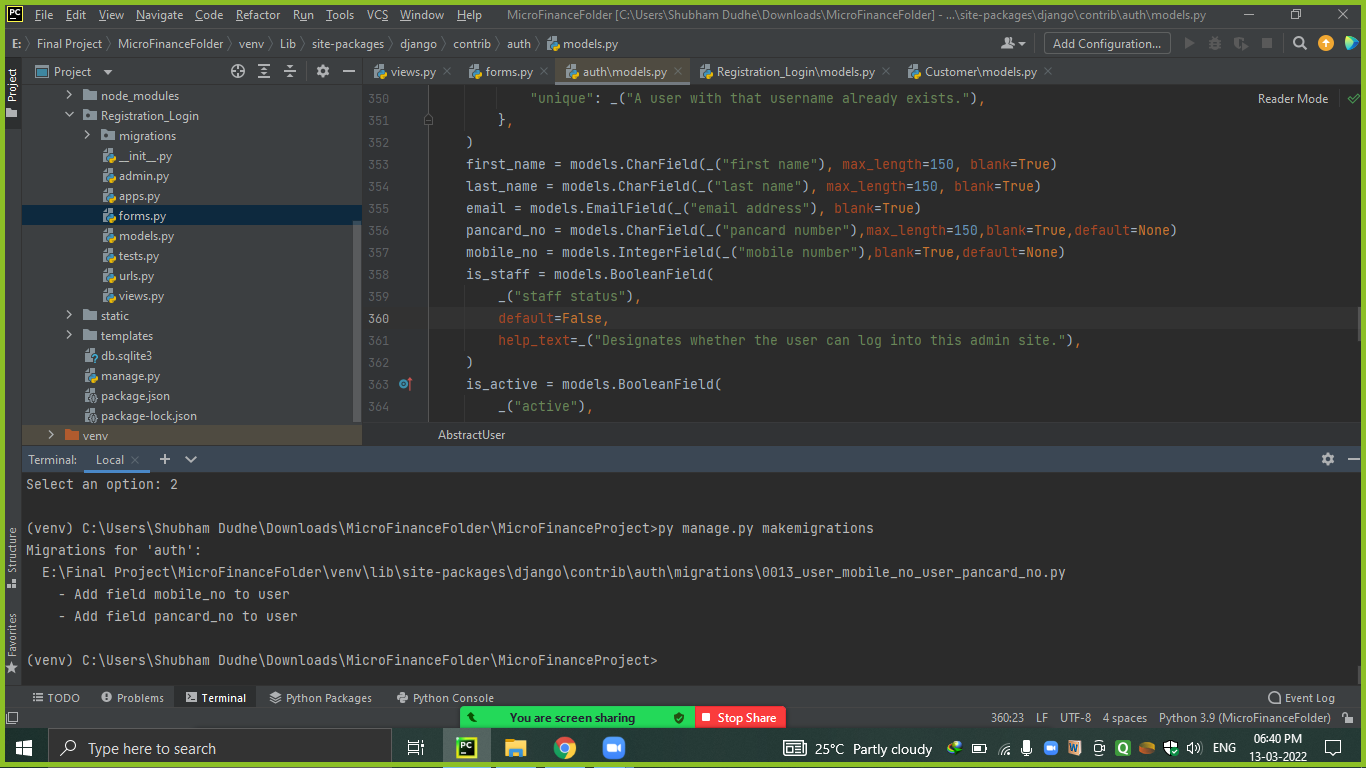 PC File Edit View Navigate Code Refactor Run Tools VCS Window Help MicroFinanceFolder [C:\Users\Shubham Dudhe\Downloads\MicroFinanceFolder] - ...\site-packages\django\contrib\auth\models.py
E: Final Project MicroFinanceFolder venv Lib site-packages django contrib auth models.py Add Configuration...
Project
Project
views.py forms.py auth\models.py Registration_Login\models.py Customer\models.py
node_modules
Registration_Login
migrations
__init__.py
admin.py
apps.py
forms.py
models.py
tests.py
urls.py
views.py
static
templates
db.sqlite3
manage.py
package.json
package-lock.json
venv
Reader Mode
350 "unique": _("A user with that username already exists."),
351 },
352 )
353 first_name = models.CharField(_("first name"), max_length=150, blank=True)
354 last_name = models.CharField(_("last name"), max_length=150, blank=True)
355 email = models.EmailField(_("email address"), blank=True)
356 pancard_no = models.CharField(_("pancard number"),max_length=150,blank=True,default=None)
357 mobile_no = models.IntegerField(_("mobile number"),blank=True,default=None)
358 is_staff = models.BooleanField(
359 _("staff status"),
360 default=False,
361 help_text=_("Designates whether the user can log into this admin site."),
362 )
363 is_active = models.BooleanField(
364 _("active"),
AbstractUser
Terminal: Local
Select an option: 2
(venv) C:\Users\Shubham Dudhe\Downloads\MicroFinanceFolder\MicroFinanceProject>py manage.py makemigrations
Migrations for 'auth':
E:\Final Project\MicroFinanceFolder\venv\lib\site-packages\django\contrib\auth\migrations\0013_user_mobile_no_user_pancard_no.py
- Add field mobile_no to user
- Add field pancard_no to user
(venv) C:\Users\Shubham Dudhe\Downloads\MicroFinanceFolder\MicroFinanceProject>
Structure
Favorites
TODO Problems Terminal Python Packages Python Console Event Log
You are screen sharing Stop Share
360:23 LF UTF-8 4 spaces Python 3.9 (MicroFinanceFolder)
Type here to search
PC
25°C Partly cloudy
ENG
06:40 PM
13-03-2022